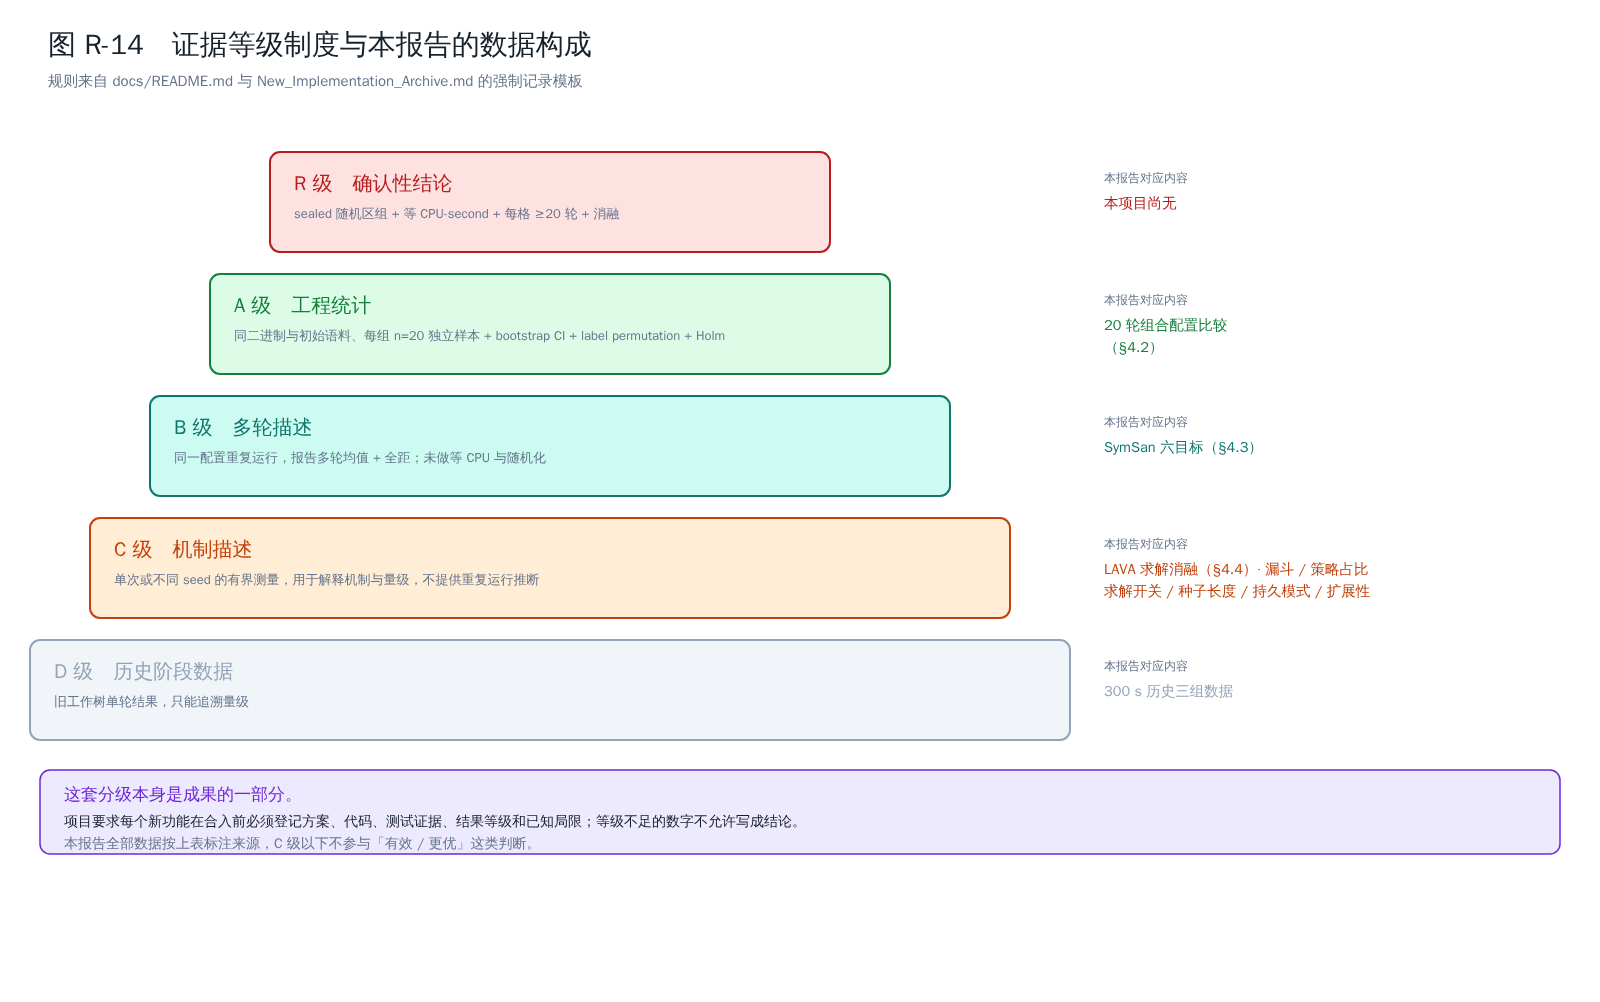 图 R-14　证据等级制度与本报告的数据构成
规则来自 docs/README.md 与 New_Implementation_Archive.md 的强制记录模板
R 级　确认性结论
sealed 随机区组 + 等 CPU-second + 每格 ≥20 轮 + 消融
本报告对应内容
本项目尚无
A 级　工程统计
同二进制与初始语料、每组 n=20 独立样本 + bootstrap CI + label permutation + Holm
本报告对应内容
20 轮组合配置比较
（§4.2）
B 级　多轮描述
同一配置重复运行，报告多轮均值 + 全距；未做等 CPU 与随机化
本报告对应内容
SymSan 六目标（§4.3）
C 级　机制描述
单次或不同 seed 的有界测量，用于解释机制与量级，不提供重复运行推断
本报告对应内容
LAVA 求解消融（§4.4）· 漏斗 / 策略占比
求解开关 / 种子长度 / 持久模式 / 扩展性
D 级　历史阶段数据
旧工作树单轮结果，只能追溯量级
本报告对应内容
300 s 历史三组数据
这套分级本身是成果的一部分。
项目要求每个新功能在合入前必须登记方案、代码、测试证据、结果等级和已知局限；等级不足的数字不允许写成结论。
本报告全部数据按上表标注来源，C 级以下不参与「有效 / 更优」这类判断。